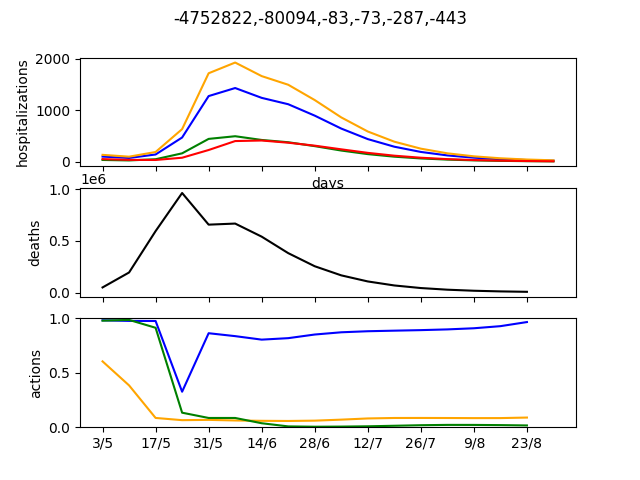 -4752822,-80094,-83,-73,-287,-443
hospitalizations
2000
1000
0
days
1e6
deaths
1.0
0.5
0.0
actions
1.0
0.5
0.0
3/5 17/5 31/5 14/6 28/6 12/7 26/7 9/8 23/8